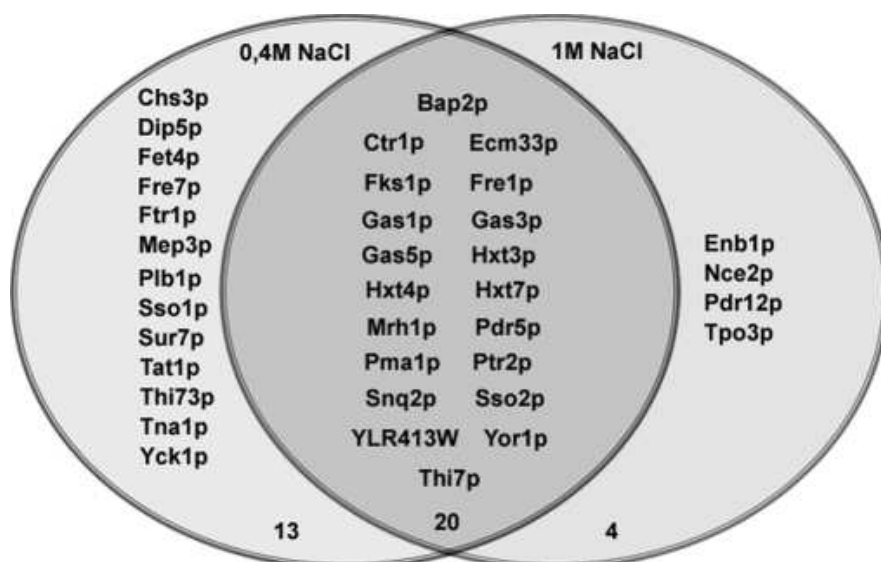 0,4M NaCl
1M NaCl
Chs3p
Dip5p
Fet4p
Fre7p
Ftr1p
Mep3p
Plb1p
Sso1p
Sur7p
Tat1p
Thi73p
Tna1p
Yck1p
Bap2p
Ctr1p Ecm33p
Fks1p Fre1p
Gas1p Gas3p
Gas5p Hxt3p
Hxt4p Hxt7p
Mrh1p Pdr5p
Pma1p Ptr2p
Snq2p Sso2p
YLR413W Yor1p
Thi7p
Enb1p
Nce2p
Pdr12p
Tpo3p
13
20
4